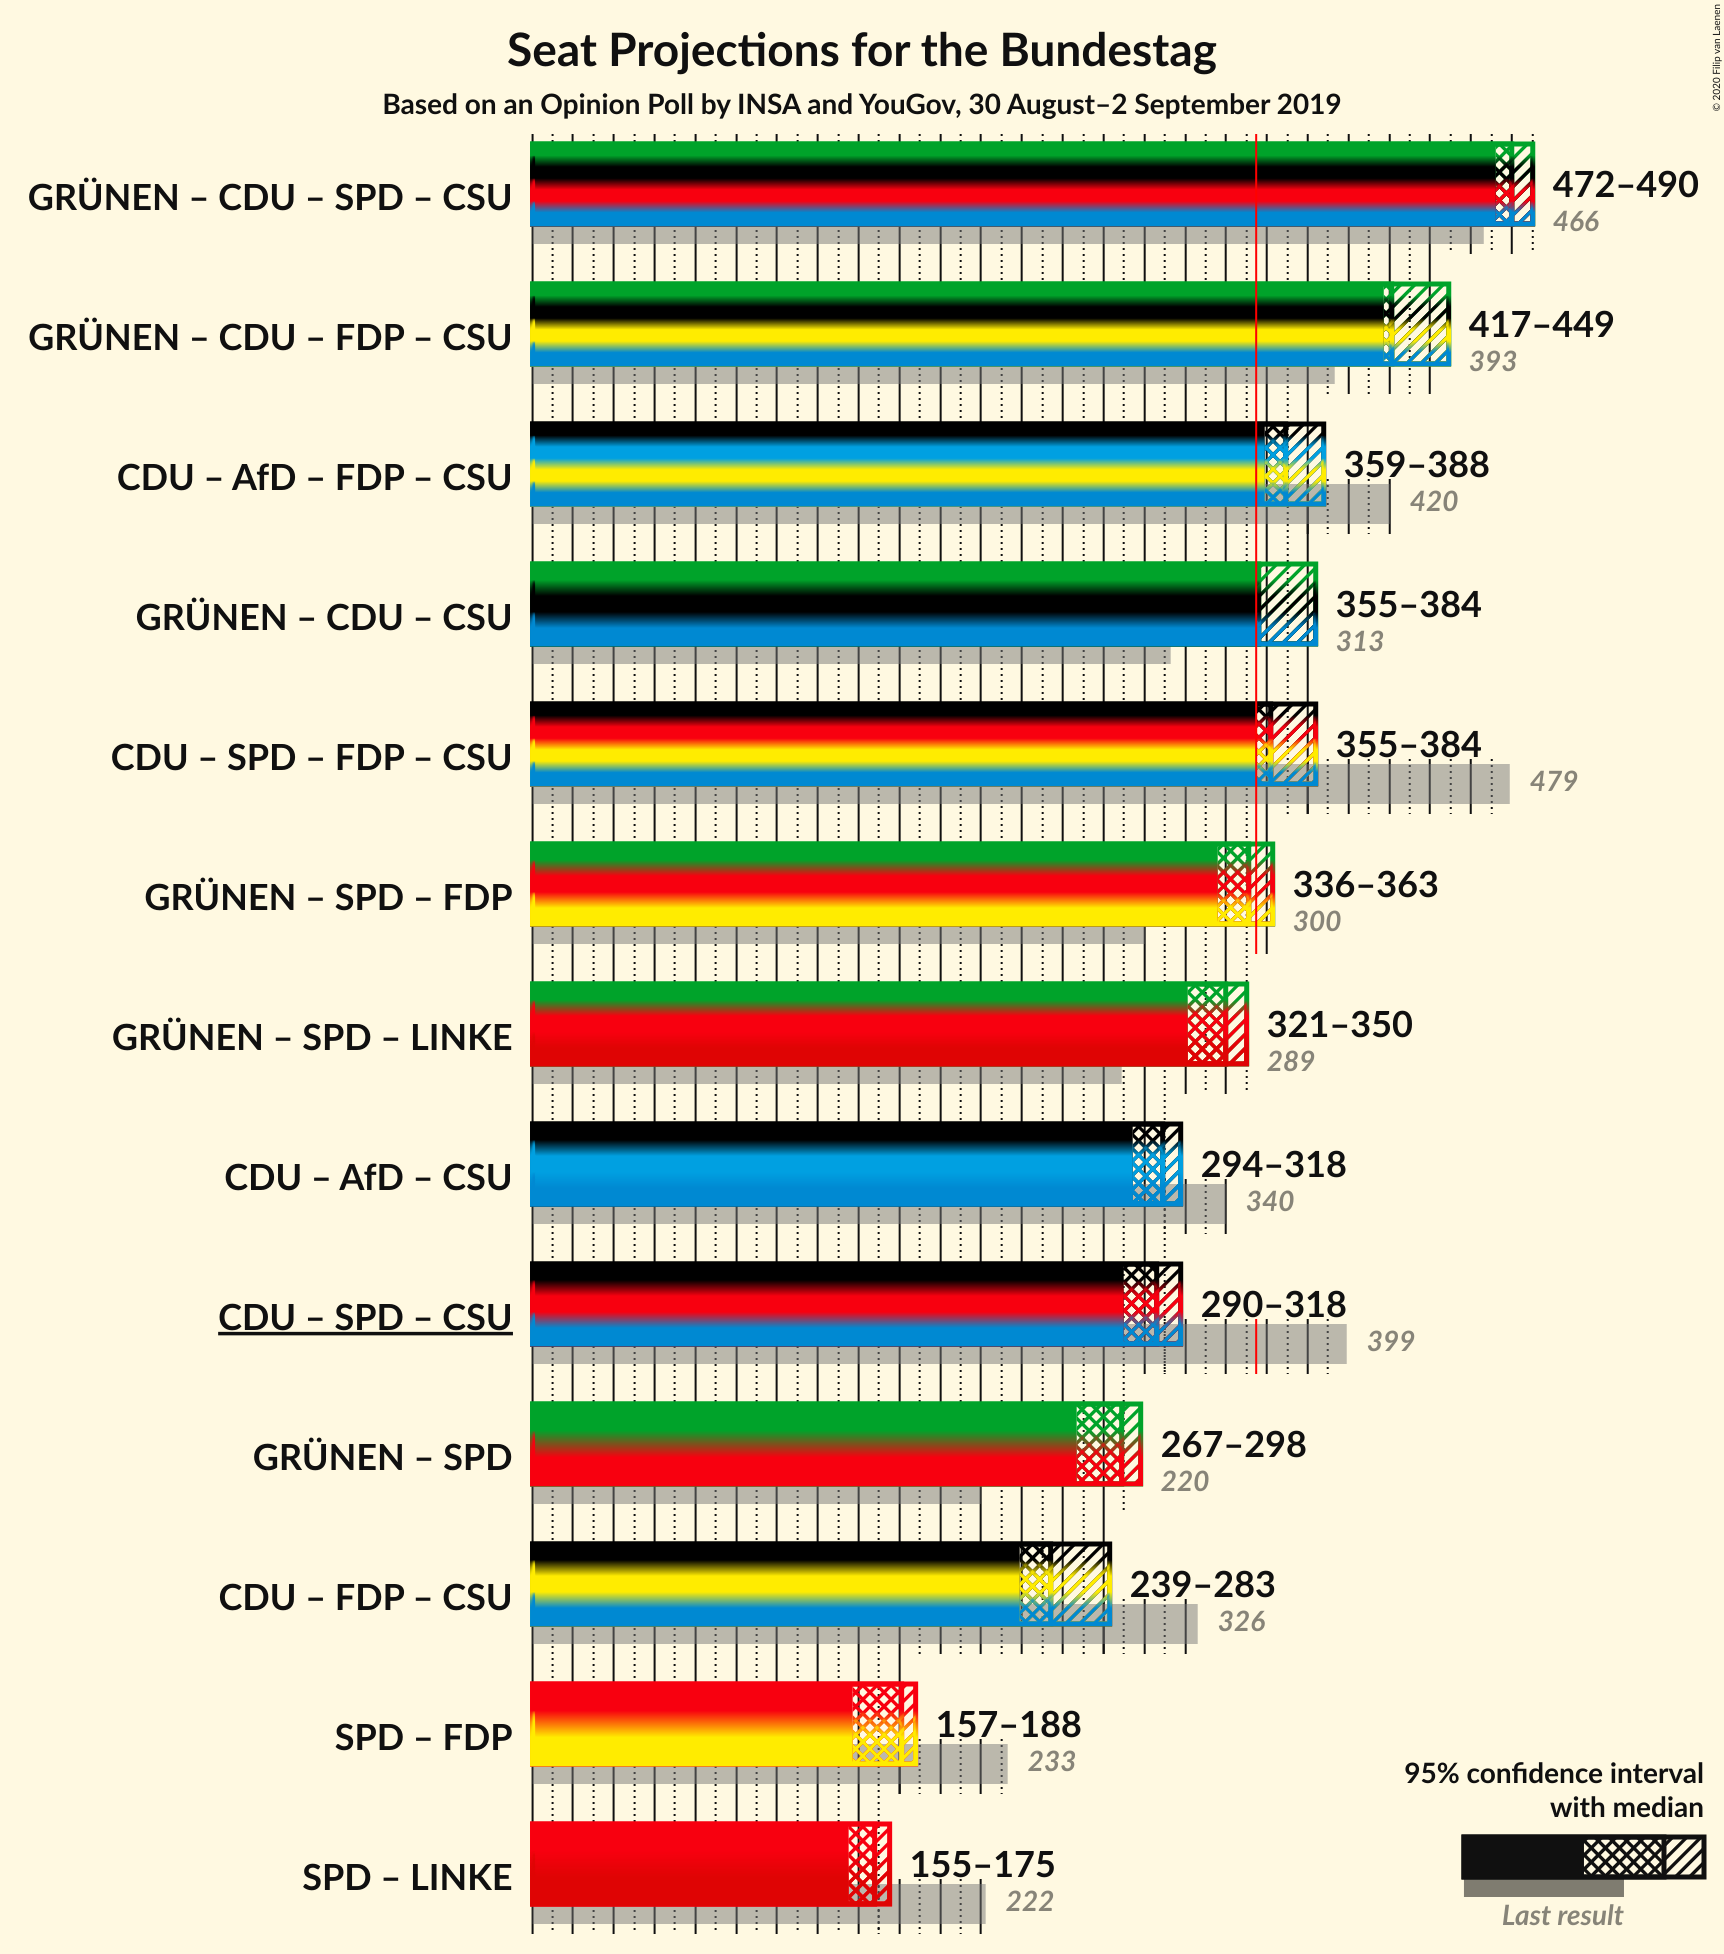 Seat Projections for the Bundestag
Based on an Opinion Poll by INSA and YouGov, 30 August–2 September 2019
© 2020 Filip van Laenen
GRÜNEN – CDU – SPD – CSU
472–490
466
GRÜNEN – CDU – FDP – CSU
417–449
393
CDU – AfD – FDP – CSU
359–388
420
GRÜNEN – CDU – CSU
355–384
313
CDU – SPD – FDP – CSU
355–384
479
GRÜNEN – SPD – FDP
336–363
300
GRÜNEN – SPD – LINKE
321–350
289
CDU – AfD – CSU
294–318
340
CDU – SPD – CSU
290–318
399
GRÜNEN – SPD
267–298
220
CDU – FDP – CSU
239–283
326
SPD – FDP
157–188
233
SPD – LINKE
155–175
222
95% confidence interval
with median
Last result